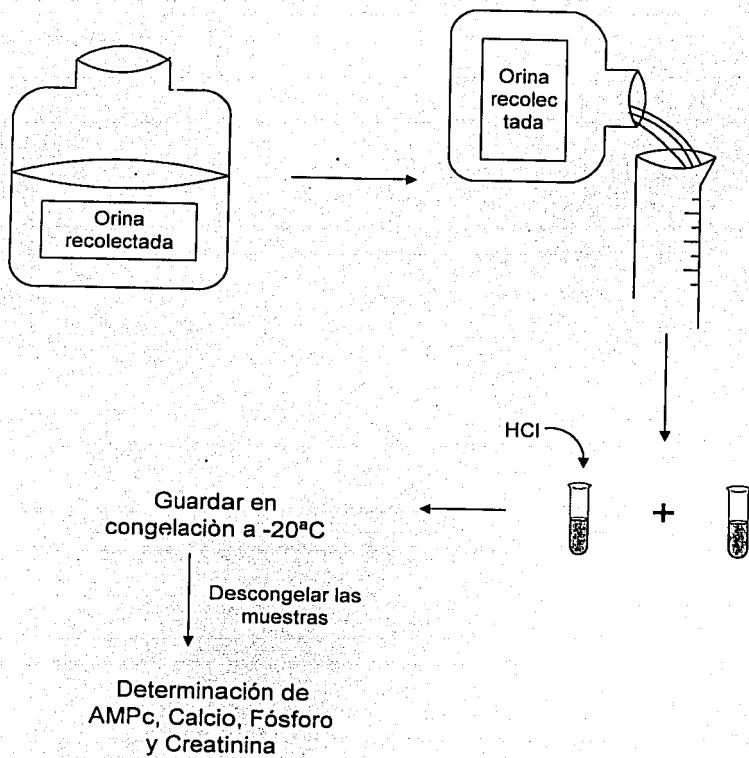 Orina
recolectada
Orina
recolec
tada
HCl
+
Guardar en
congelaciòn a -20ªC
Descongelar las
muestras
Determinación de
AMPc, Calcio, Fósforo
y Creatinina